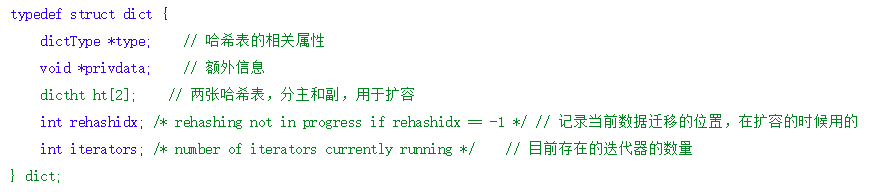 typedef struct dict {
    dictType *type;    // 哈希表的相关属性
    void *privdata;    // 额外信息
    dictht ht[2];    // 两张哈希表，分主和副，用于扩容
    int rehashidx; /* rehashing not in progress if rehashidx == -1 */ // 记录当前数据迁移的位置，在扩容的时候用的
    int iterators; /* number of iterators currently running */    // 目前存在的迭代器的数量
} dict;